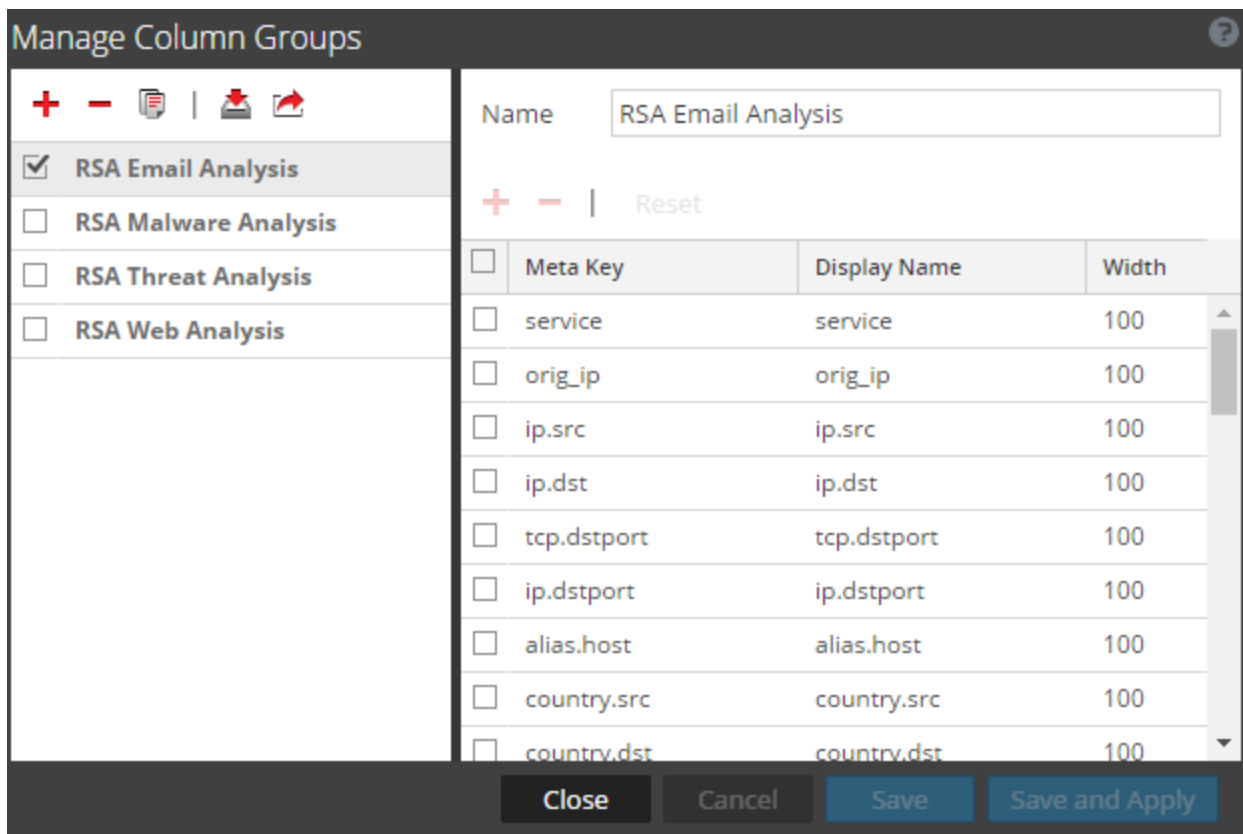 Manage Column Groups
RSA Email Analysis
RSA Malware Analysis
RSA Threat Analysis
RSA Web Analysis
Name RSA Email Analysis
Reset
Meta Key Display Name Width
service service 100
orig_ip orig_ip 100
ip.src ip.src 100
ip.dst ip.dst 100
tcp.dstport tcp.dstport 100
ip.dstport ip.dstport 100
alias.host alias.host 100
country.src country.src 100
country.dst country.dst 100
Close Cancel Save Save and Apply